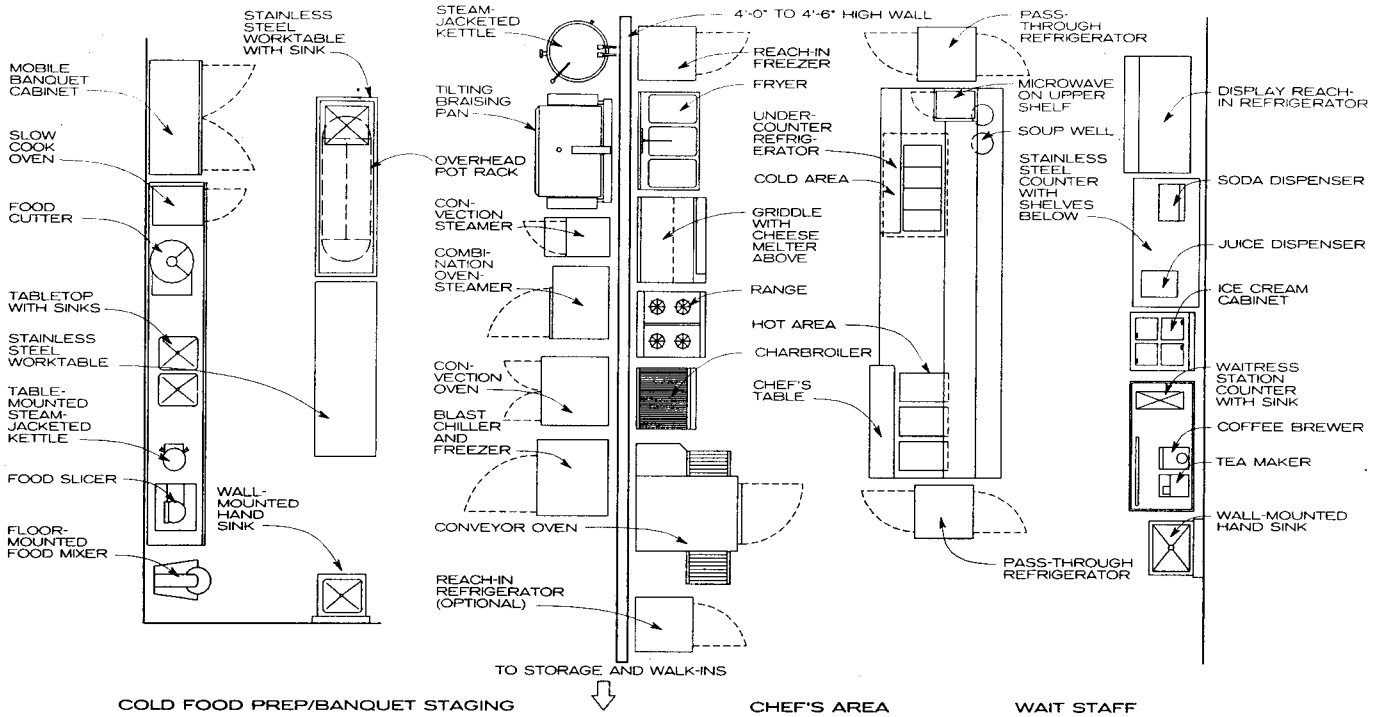 STAINLESS
STEEL
WORKTABLE
WITH SINK
MOBILE
BANQUET
CABINET
SLOW
COOK
OVEN
FOOD
CUTTER
TABLETOP
WITH SINKS
STAINLESS
STEEL
WORKTABLE
TABLE-
MOUNTED
STEAM-
JACKETED
KETTLE
FOOD SLICER
FLOOR-
MOUNTED
FOOD MIXER
WALL-
MOUNTED
HAND
SINK
STEAM-
JACKETED
KETTLE
TILTING
BRAISING
PAN
OVERHEAD
POT RACK
CON-
VECTION
STEAMER
COMBI-
NATION
OVEN-
STEAMER
CON-
VECTION
OVEN
BLAST
CHILLER
AND
FREEZER
CONVEYOR OVEN
REACH-IN
REFRIGERATOR
(OPTIONAL)
4'-0" TO 4'-6" HIGH WALL
REACH-IN
FREEZER
FRYER
UNDER-
COUNTER
REFRIG-
ERATOR
COLD AREA
GRIDDLE
WITH
CHEESE
MELTER
ABOVE
RANGE
HOT AREA
CHARBROILER
CHEF'S
TABLE
PASS-
THROUGH
REFRIGERATOR
MICROWAVE
ON UPPER
SHELF
SOUP WELL
STAINLESS
STEEL
COUNTER
WITH
SHELVES
BELOW
PASS-THROUGH
REFRIGERATOR
DISPLAY REACH-
IN REFRIGERATOR
SODA DISPENSER
JUICE DISPENSER
ICE CREAM
CABINET
WAITRESS
STATION
COUNTER
WITH SINK
COFFEE BREWER
TEA MAKER
WALL-MOUNTED
HAND SINK
TO STORAGE AND WALK-INS
COLD FOOD PREP/BANQUET STAGING
CHEF'S AREA
WAIT STAFF